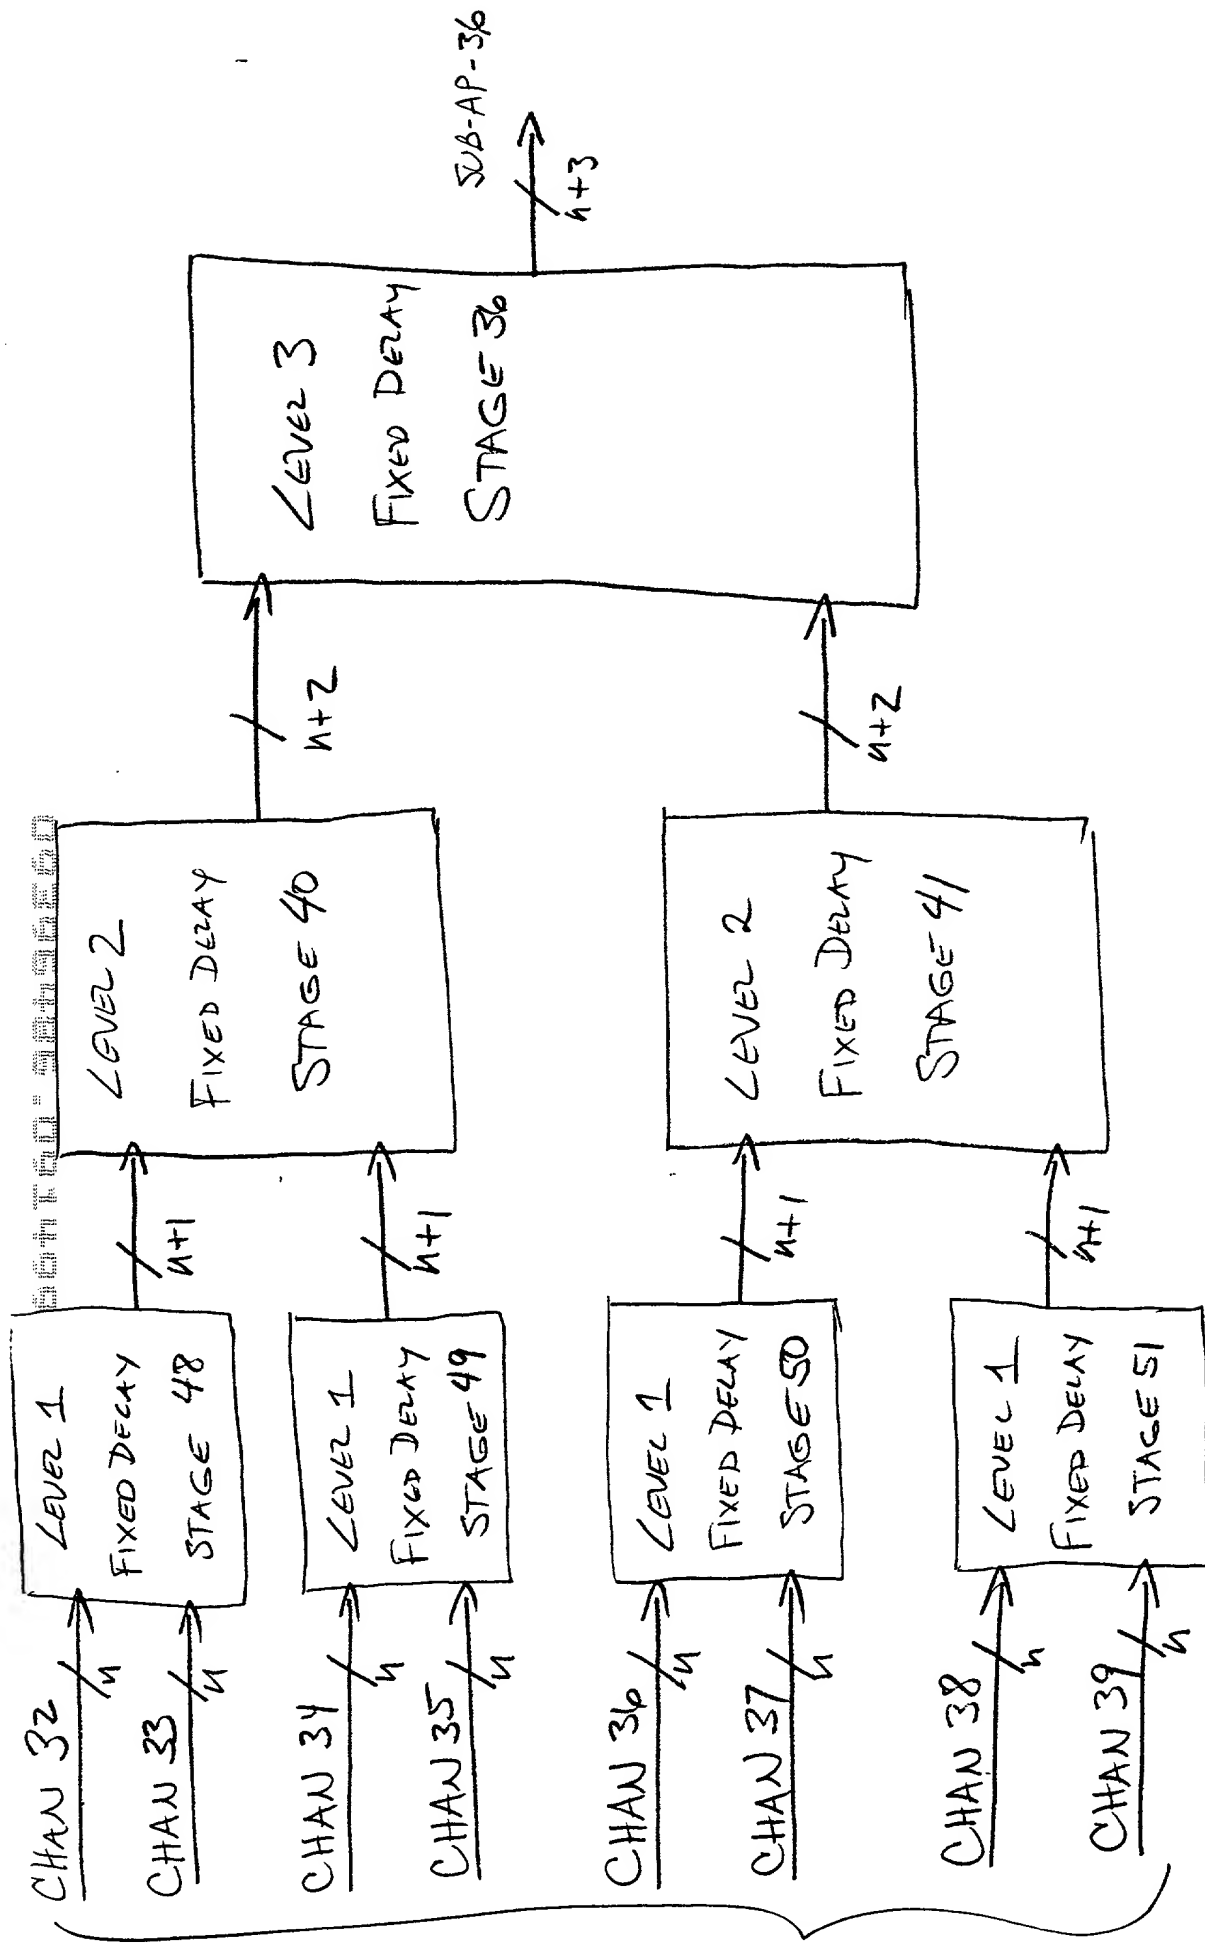 CHAN 32
n
CHAN 33
n
LEVEL 1
FIXED DELAY
STAGE 48
n+1
CHAN 34
n
CHAN 35
n
LEVEL 1
FIXED DELAY
STAGE 49
n+1
LEVEL 2
FIXED DELAY
STAGE 40
n+2
CHAN 36
n
CHAN 37
n
LEVEL 1
FIXED DELAY
STAGE 50
n+1
CHAN 38
n
CHAN 39
n
LEVEL 1
FIXED DELAY
STAGE 51
n+1
LEVEL 2
FIXED DELAY
STAGE 41
n+2
LEVEL 3
FIXED DELAY
STAGE 36
n+3
SUB-AP-36